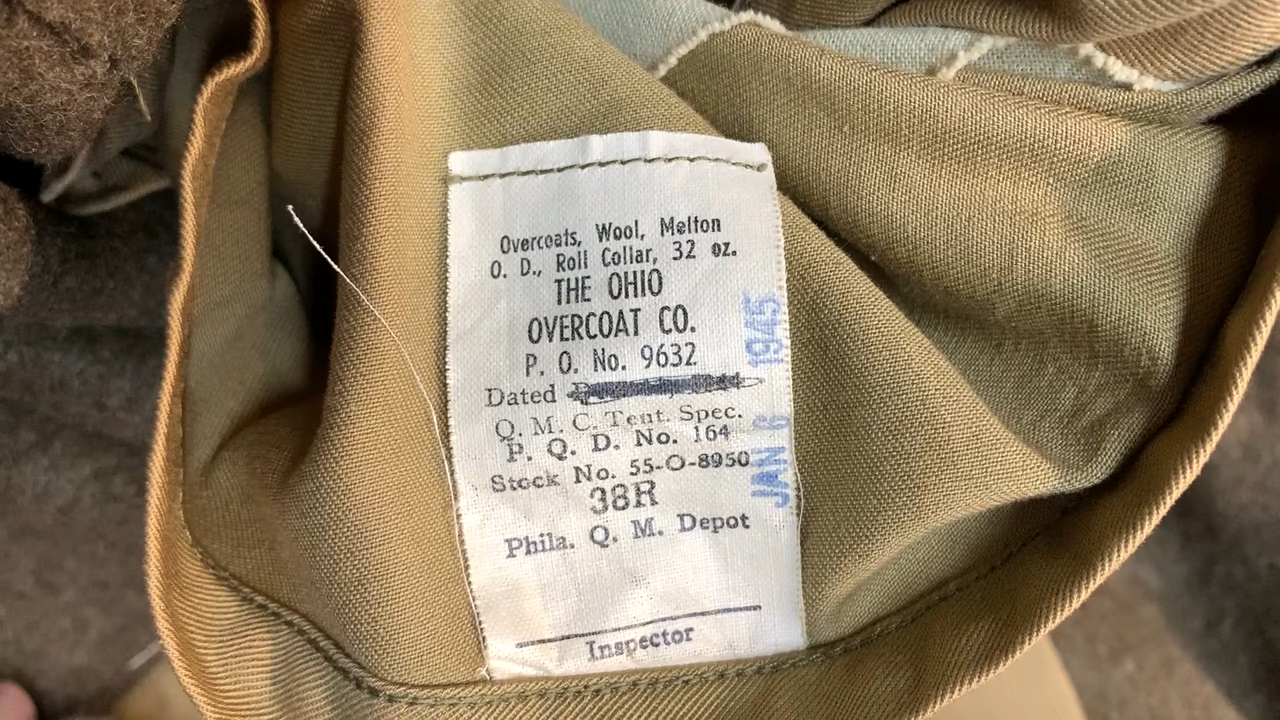 Overcoats, Wool, Melton
O. D., Roll Collar, 32 oz.
THE OHIO
OVERCOAT CO.
P. O. No. 9632
Dated
Q. M. C. Tent. Spec.
P. Q. D. No. 164
Stock No. 55-O-8950
38R
Phila. Q. M. Depot
Inspector
JAN 6 1945